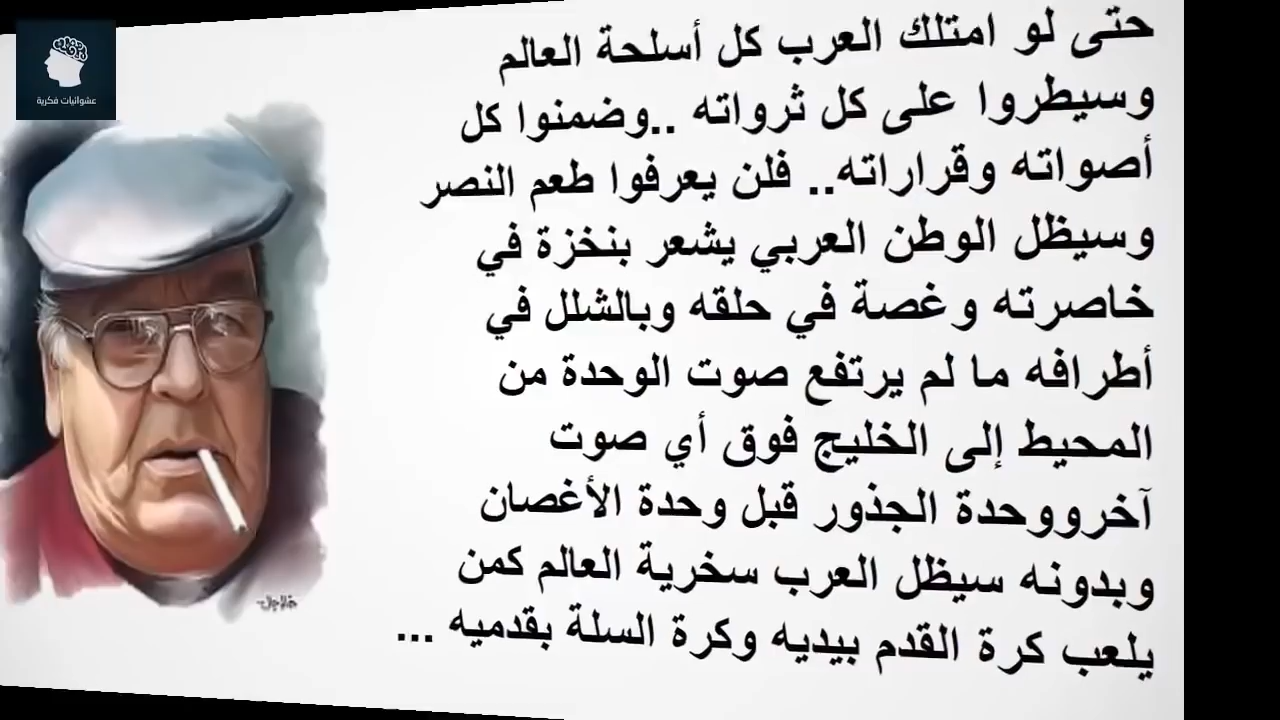 عشوائيات فكرية
حتى لو امتلك العرب كل أسلحة العالم
وسيطروا على كل ثرواته ..وضمنوا كل
أصواته وقراراته.. فلن يعرفوا طعم النصر
وسيظل الوطن العربي يشعر بنخزة في
خاصرته وغصة في حلقه وبالشلل في
أطرافه ما لم يرتفع صوت الوحدة من
المحيط إلى الخليج فوق أي صوت
آخرووحدة الجذور قبل وحدة الأغصان
وبدونه سيظل العرب سخرية العالم كمن
يلعب كرة القدم بيديه وكرة السلة بقدميه ...